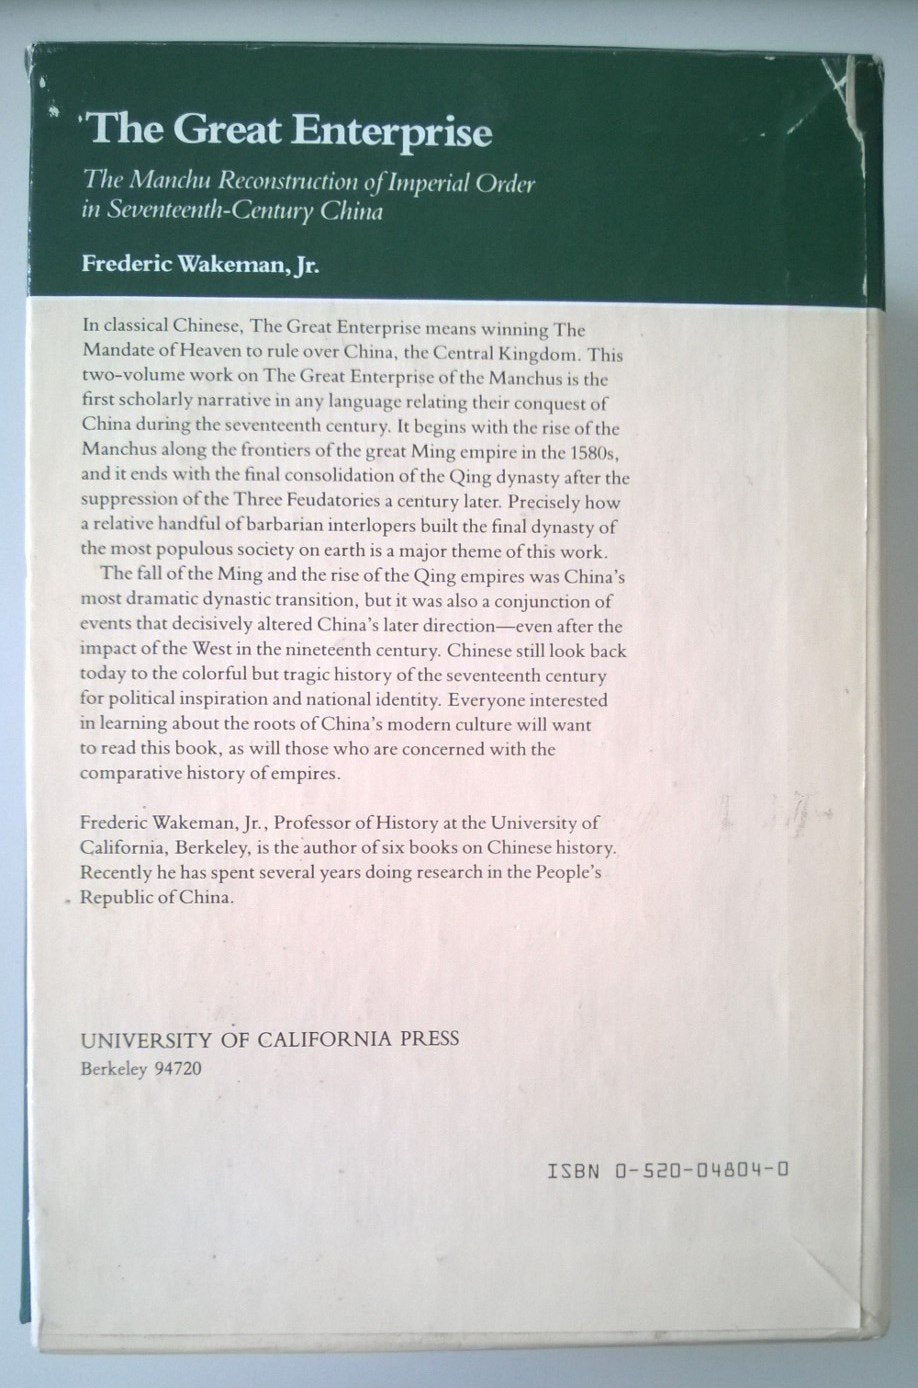 The Great Enterprise
The Manchu Reconstruction of Imperial Order
in Seventeenth-Century China
Frederic Wakeman, Jr.
In classical Chinese, The Great Enterprise means winning The
Mandate of Heaven to rule over China, the Central Kingdom. This
two-volume work on The Great Enterprise of the Manchus is the
first scholarly narrative in any language relating their conquest of
China during the seventeenth century. It begins with the rise of the
Manchus along the frontiers of the great Ming empire in the 1580s,
and it ends with the final consolidation of the Qing dynasty after the
suppression of the Three Feudatories a century later. Precisely how
a relative handful of barbarian interlopers built the final dynasty of
the most populous society on earth is a major theme of this work.
The fall of the Ming and the rise of the Qing empires was China's
most dramatic dynastic transition, but it was also a conjunction of
events that decisively altered China's later direction—even after the
impact of the West in the nineteenth century. Chinese still look back
today to the colorful but tragic history of the seventeenth century
for political inspiration and national identity. Everyone interested
in learning about the roots of China's modern culture will want
to read this book, as will those who are concerned with the
comparative history of empires.
Frederic Wakeman, Jr., Professor of History at the University of
California, Berkeley, is the author of six books on Chinese history.
Recently he has spent several years doing research in the People's
Republic of China.
UNIVERSITY OF CALIFORNIA PRESS
Berkeley 94720
ISBN 0-520-04804-0